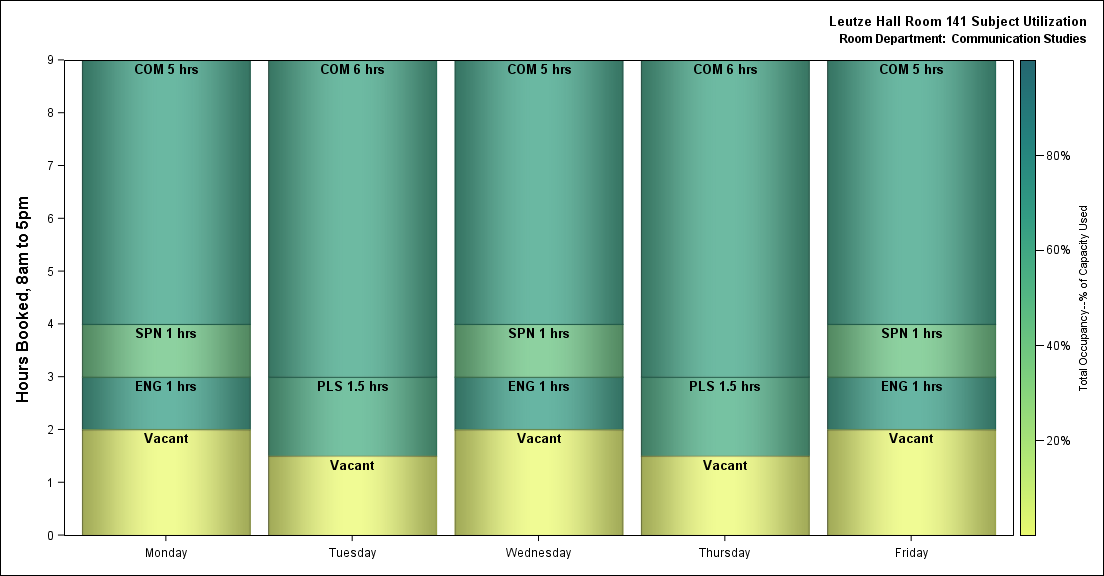 Leutze Hall Room 141 Subject Utilization
Room Department: Communication Studies
Hours Booked, 8am to 5pm
9
8
7
6
5
4
3
2
1
0
COM 5 hrs
SPN 1 hrs
ENG 1 hrs
Vacant
COM 6 hrs
PLS 1.5 hrs
Vacant
COM 5 hrs
SPN 1 hrs
ENG 1 hrs
Vacant
COM 6 hrs
PLS 1.5 hrs
Vacant
COM 5 hrs
SPN 1 hrs
ENG 1 hrs
Vacant
Monday
Tuesday
Wednesday
Thursday
Friday
80%
60%
40%
20%
Total Occupancy--% of Capacity Used